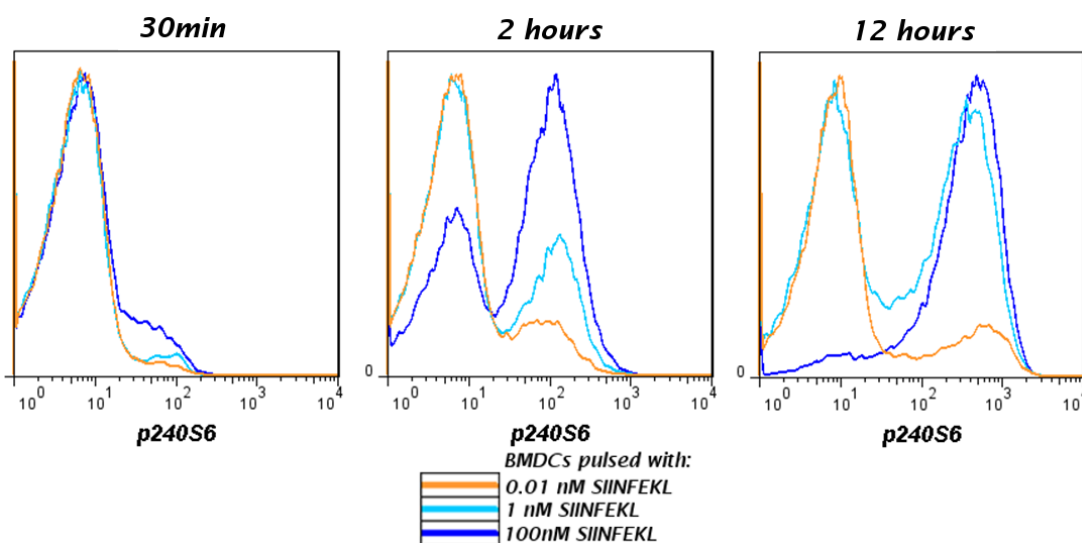 30min 2 hours 12 hours
0 0
10^0 10^1 10^2 10^3 10^4 10^0 10^1 10^2 10^3 10^4 10^0 10^1 10^2 10^3
p240S6 p240S6 p240S6
BMDCs pulsed with:
0.01 nM SIINFEKL
1 nM SIINFEKL
100nM SIINFEKL